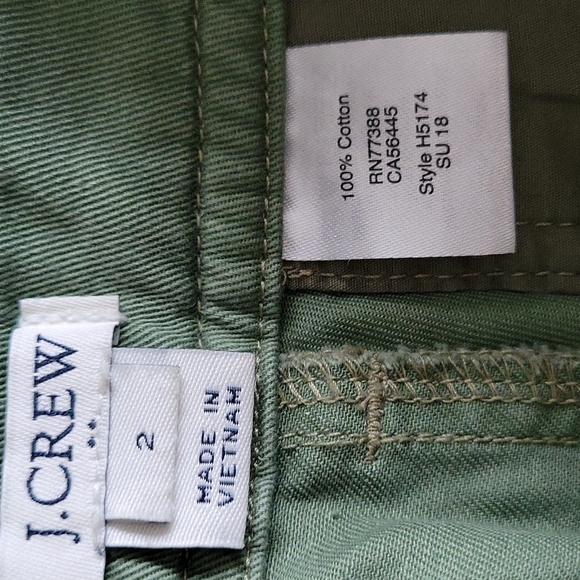 100% Cotton
RN77388
CA56445
Style H5174
SU 18
J.CREW
2
MADE IN
VIETNAM